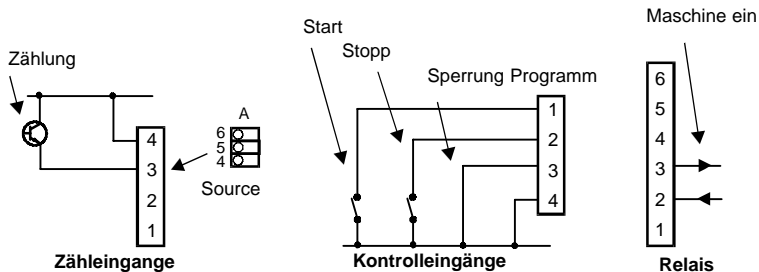 Zählung
4
3
2
1
A
6
5
4
Source
Zähleingange
Start
Stopp
Sperrung Programm
1
2
3
4
Kontrolleingänge
Maschine ein
6
5
4
3
2
1
Relais